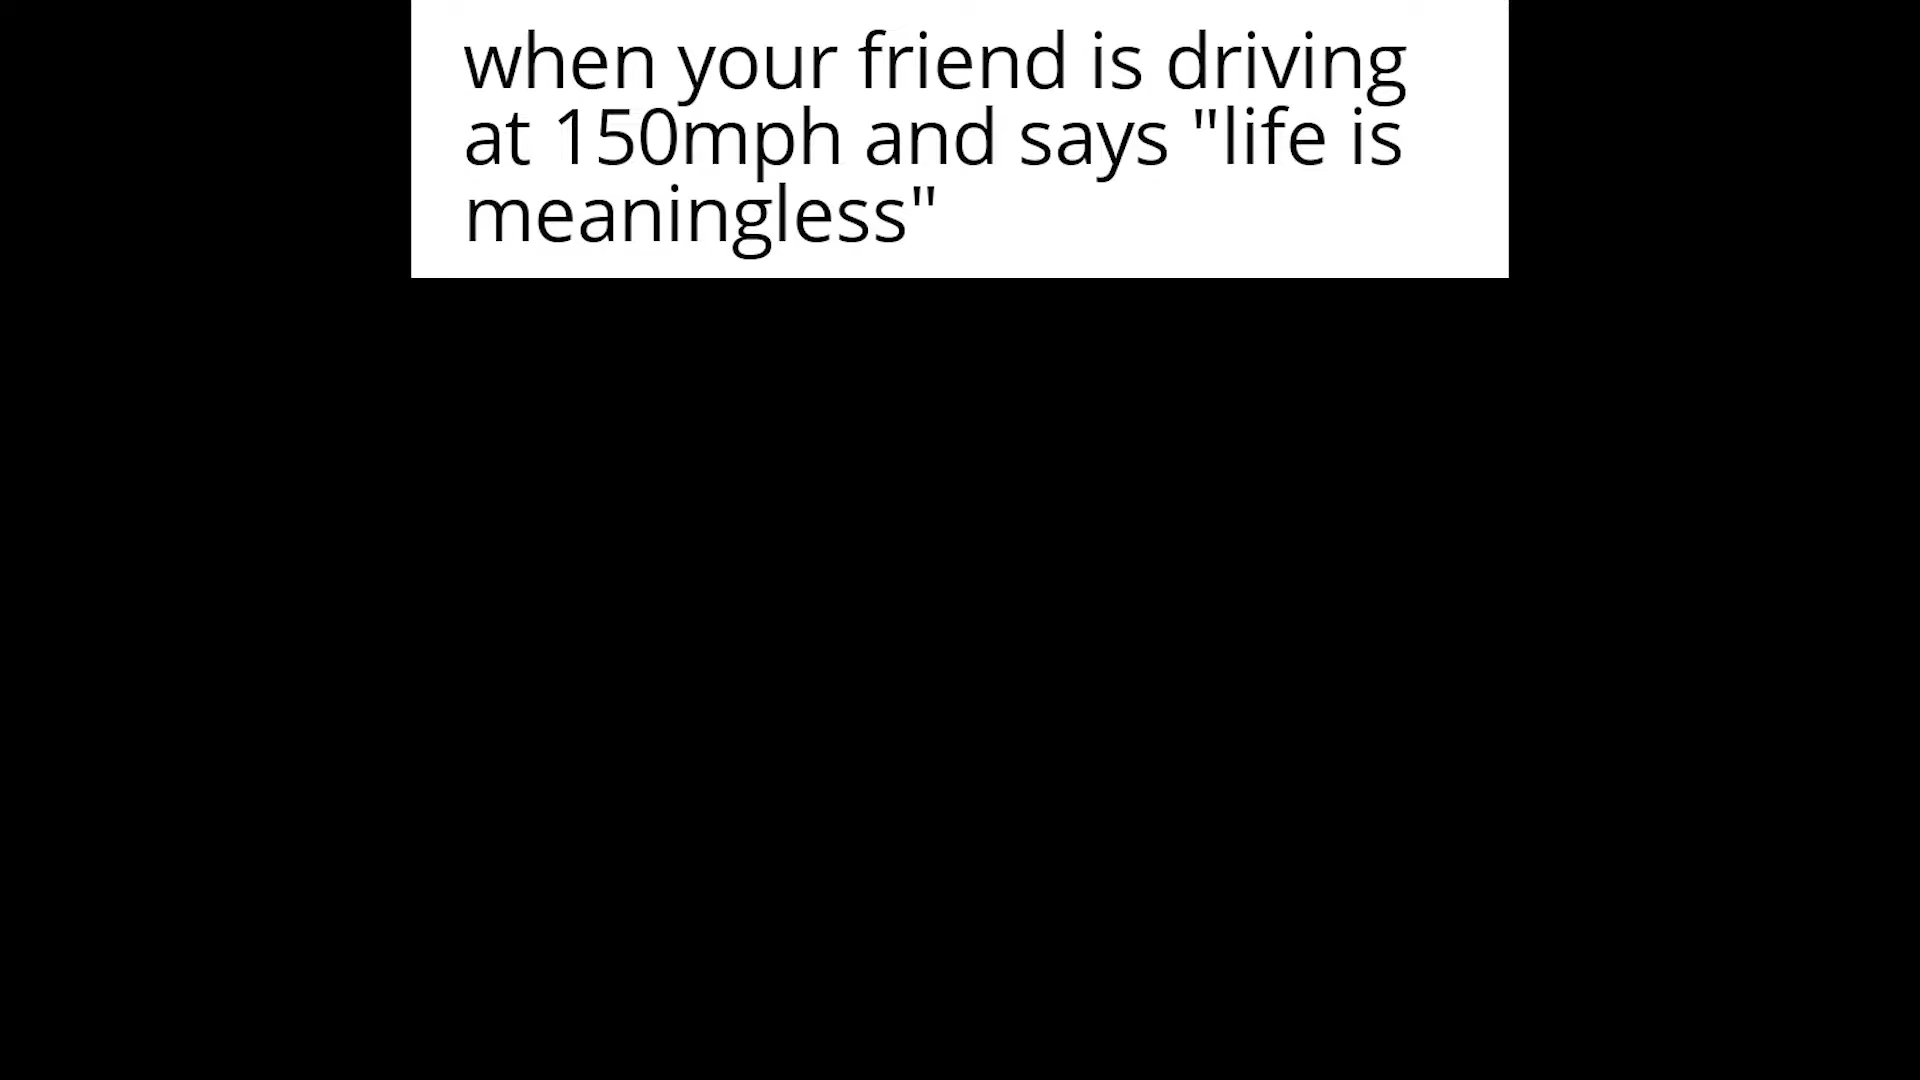 when your friend is driving
at 150mph and says "life is
meaningless"